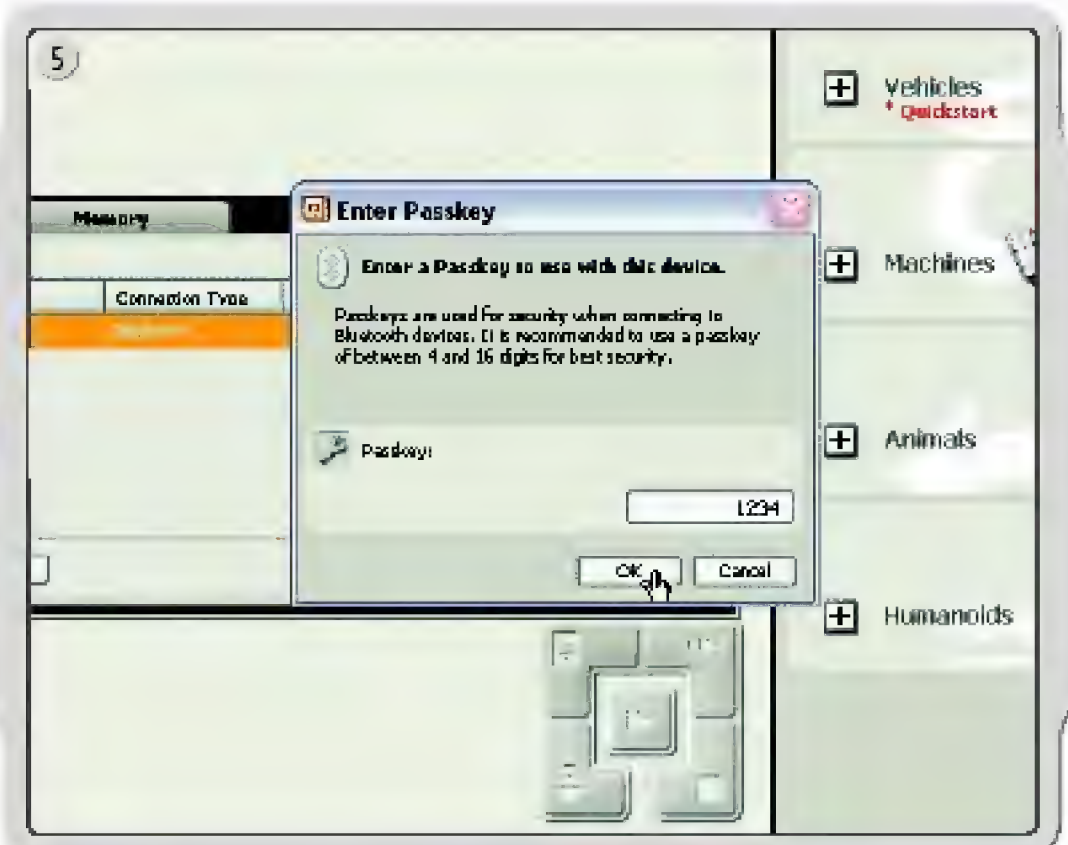 5
Vehicles
* Quickstart
Memory
Enter Passkey
Enter a Passkey to use with this device.
Machines
Connection Type
Passkeys are used for security when connecting to
Bluetooth devices. It is recommended to use a passkey
of between 4 and 16 digits for best security.
Animals
Passkey:
1234
OK
Cancel
Humanoids